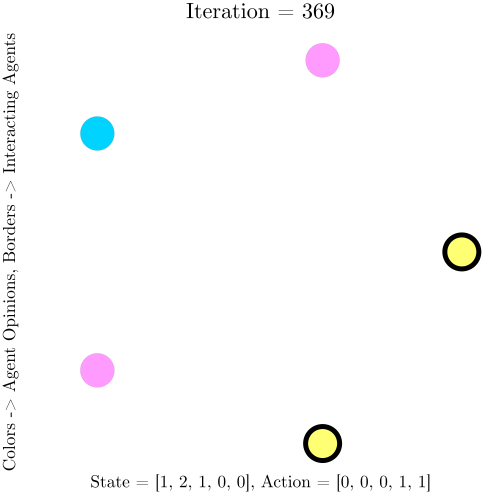 Iteration = 369
Colors -> Agent Opinions, Borders -> Interacting Agents
State = [1, 2, 1, 0, 0], Action = [0, 0, 0, 1, 1]